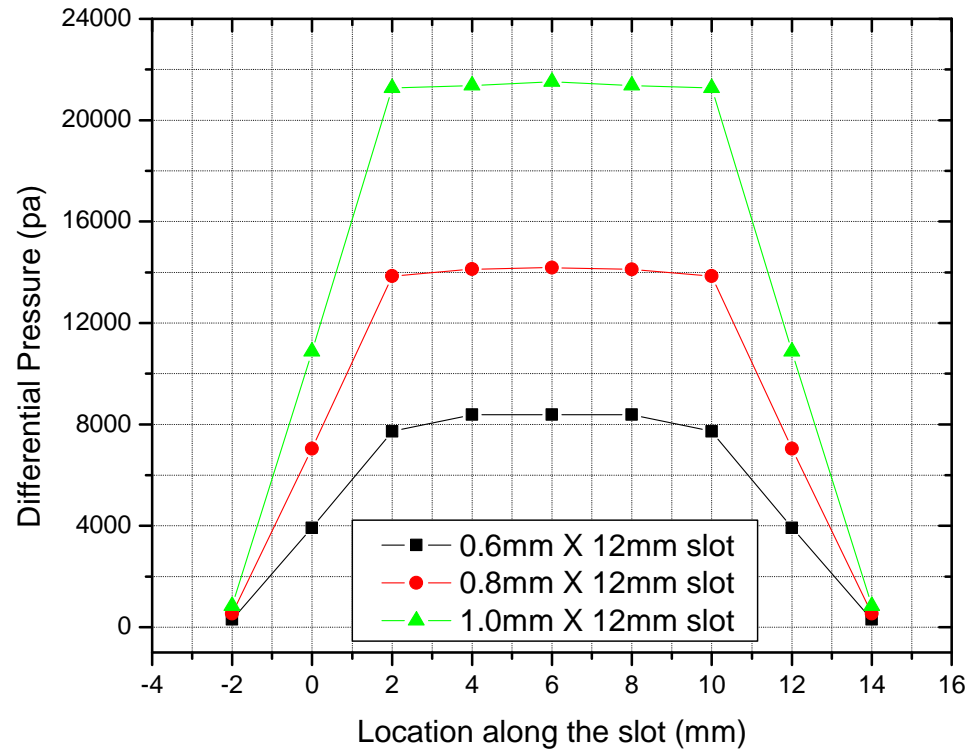 24000
20000
16000
12000
8000
4000
0
Differential Pressure (pa)
0.6mm X 12mm slot
0.8mm X 12mm slot
1.0mm X 12mm slot
-4 -2 0 2 4 6 8 10 12 14 16
Location along the slot (mm)